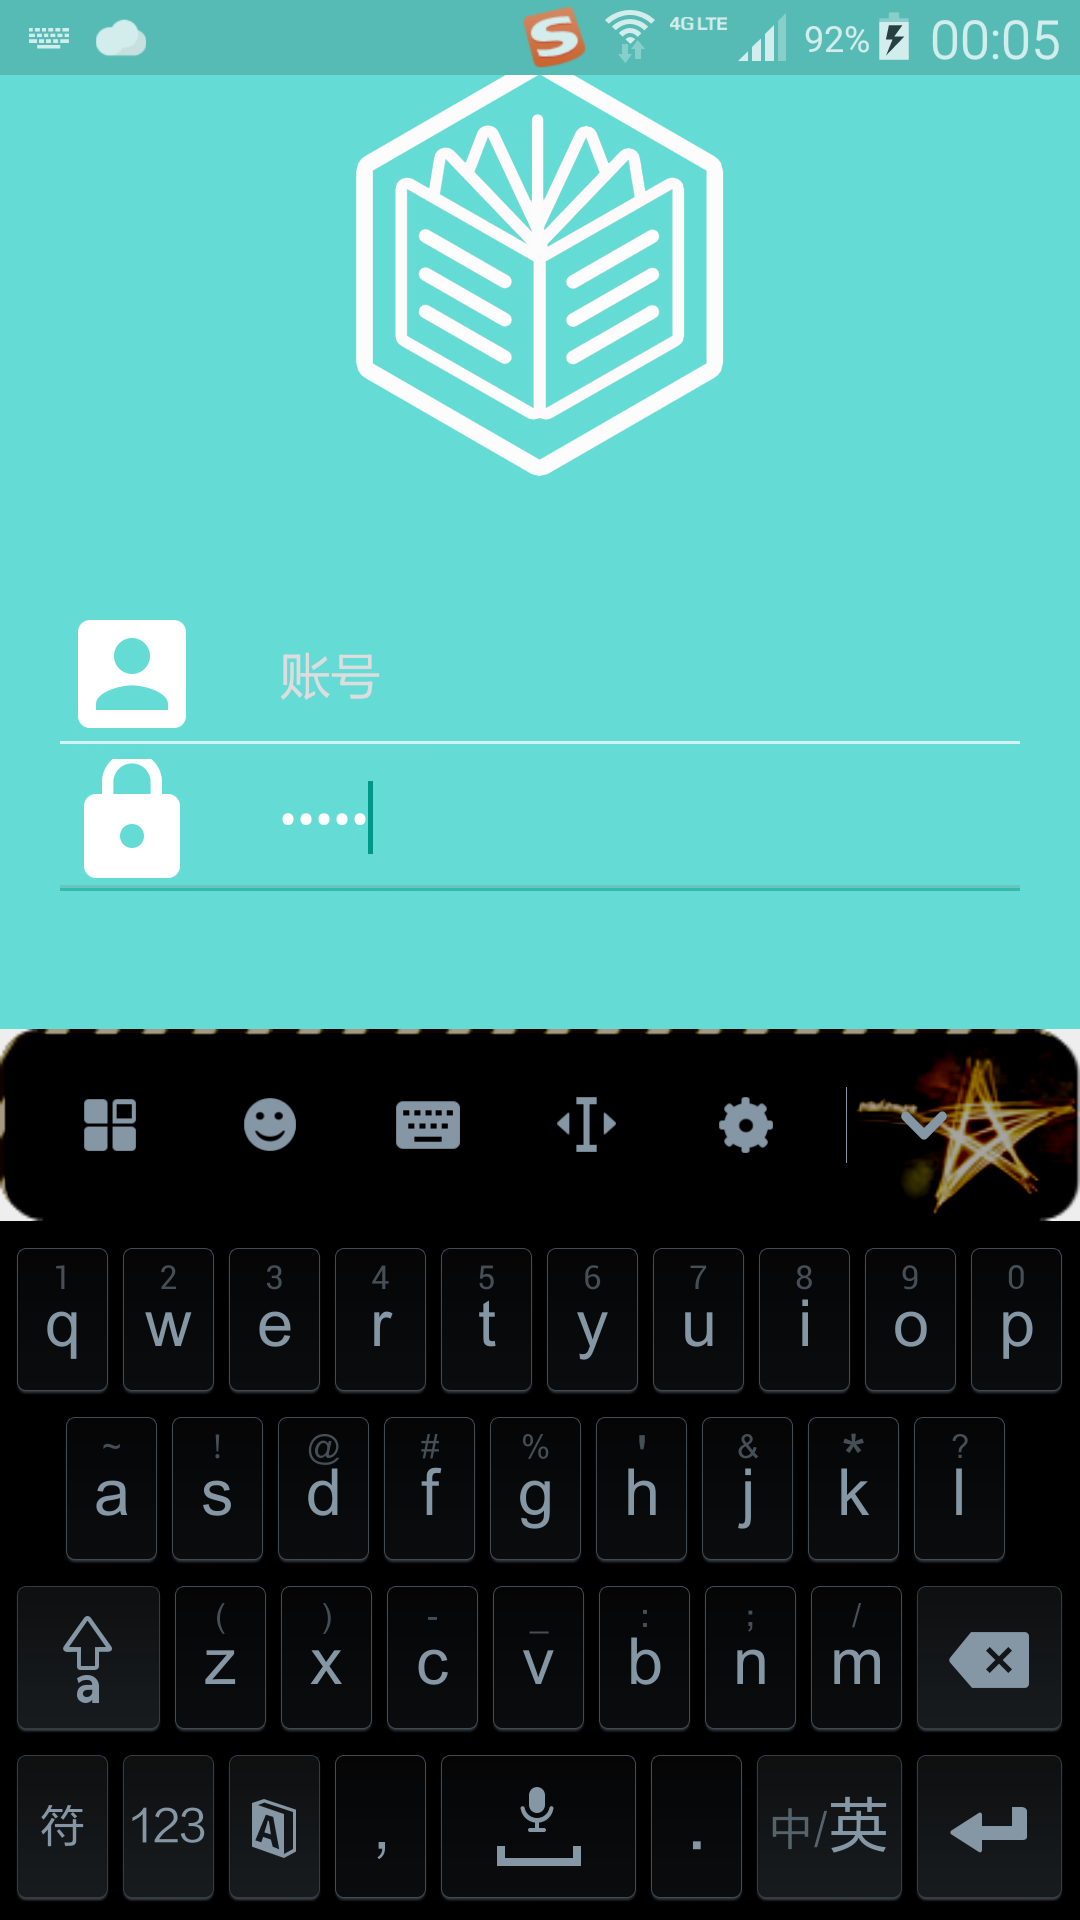 4G LTE 92% 00:05
账号
•••••
1 2 3 4 5 6 7 8 9 0
q w e r t y u i o p
~ ! @ # % ' & * ?
a s d f g h j k l
( ) - _ : ; /
a z x c v b n m
符 123 A , . 中/英